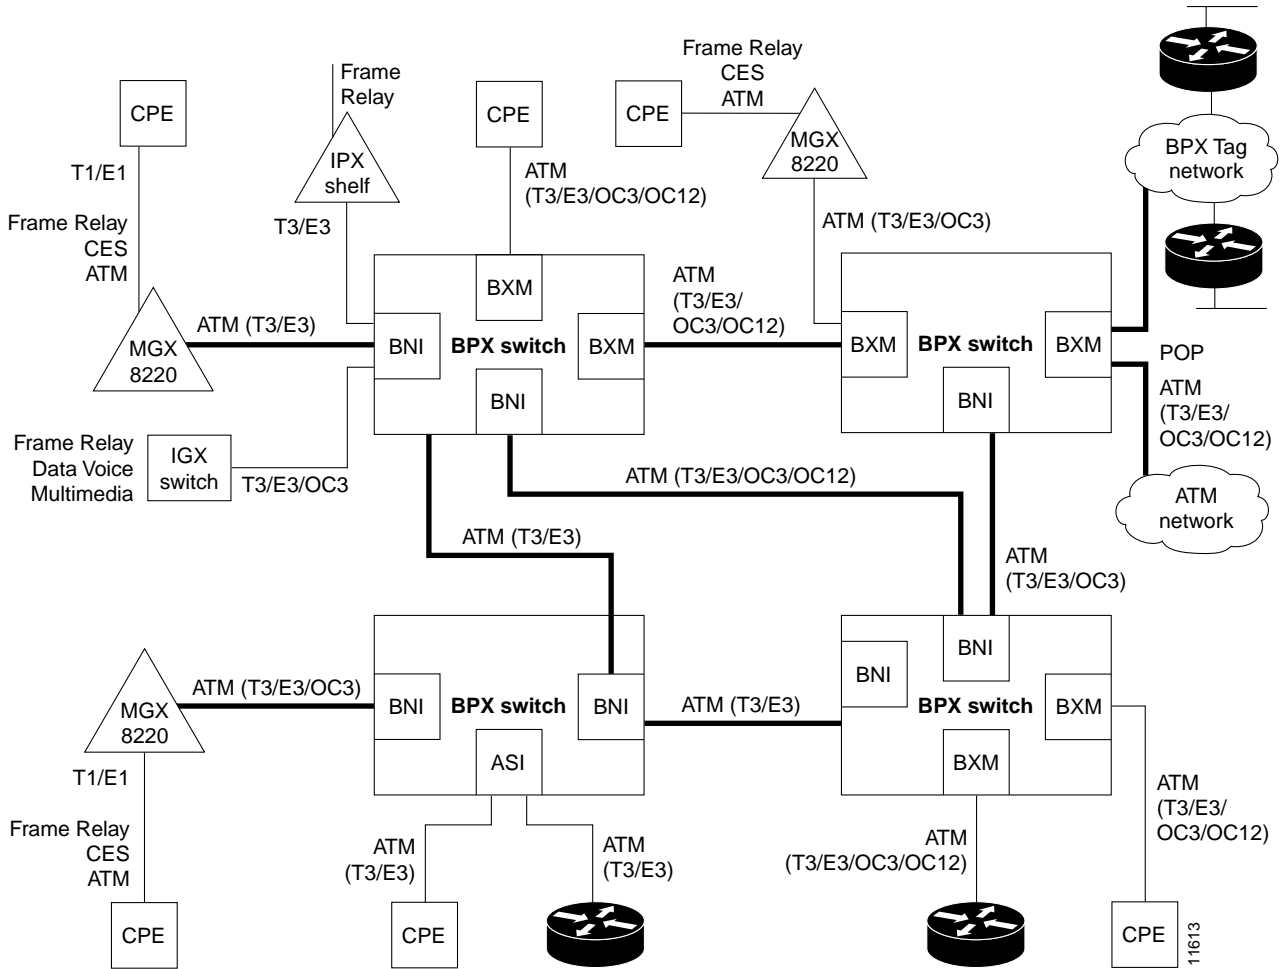 Frame Relay
CES
ATM
CPE
Frame
Relay
CPE
CPE
MGX
8220
BPX Tag
network
T1/E1
IPX
shelf
ATM
(T3/E3/OC3/OC12)
Frame Relay
CES
ATM
T3/E3
ATM (T3/E3/OC3)
BXM
ATM
(T3/E3/
OC3/OC12)
ATM (T3/E3)
MGX
8220
BNI
BPX switch
BXM
BXM
BPX switch
BXM
POP
BNI
BNI
ATM
(T3/E3/
OC3/OC12)
Frame Relay
Data Voice
Multimedia
IGX
switch
T3/E3/OC3
ATM (T3/E3/OC3/OC12)
ATM
network
ATM (T3/E3)
ATM
(T3/E3/OC3)
BNI
BNI
MGX
8220
ATM (T3/E3/OC3)
BNI
BPX switch
BNI
ATM (T3/E3)
BPX switch
BXM
ASI
BXM
T1/E1
Frame Relay
CES
ATM
ATM
(T3/E3)
ATM
(T3/E3)
ATM
(T3/E3/OC3/OC12)
ATM
(T3/E3/
OC3/OC12)
CPE
CPE
CPE
11613